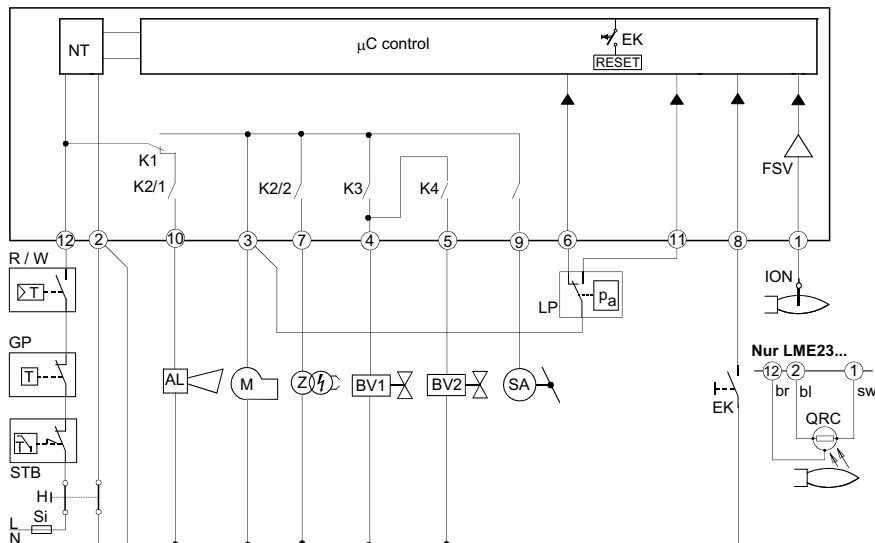 NT
µC control
EK
RESET
FSV
K1
K2/1
K2/2
K3
K4
12
2
10
3
7
4
5
9
6
11
8
1
R / W
T
LP
pa
ION
GP
T
AL
M
Z
BV1
BV2
SA
EK
Nur LME23...
12
2
1
br
bl
sw
QRC
T
STB
H
Si
L
N